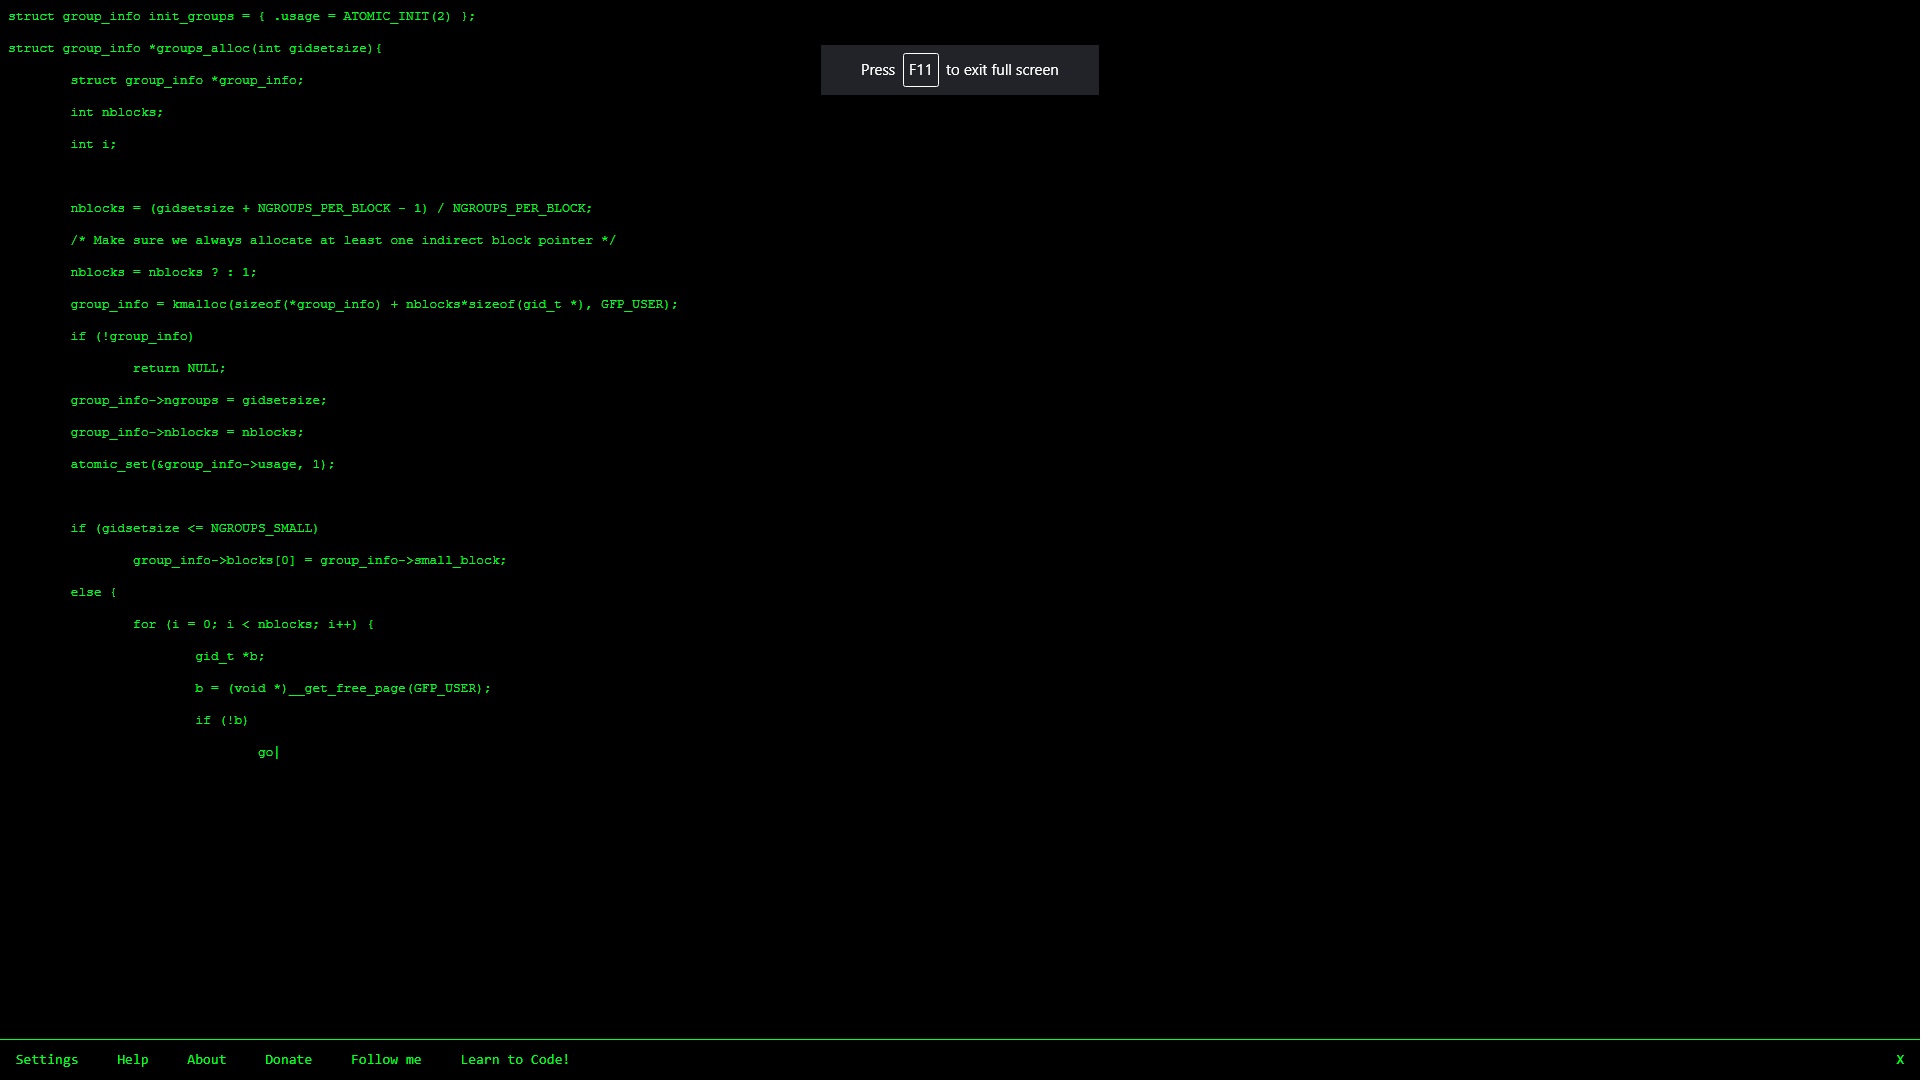 struct group_info init_groups = { .usage = ATOMIC_INIT(2) };
struct group_info *groups_alloc(int gidsetsize){
Press F11 to exit full screen
struct group_info *group_info;
int nblocks;
int i;
nblocks = (gidsetsize + NGROUPS_PER_BLOCK - 1) / NGROUPS_PER_BLOCK;
/* Make sure we always allocate at least one indirect block pointer */
nblocks = nblocks ? : 1;
group_info = kmalloc(sizeof(*group_info) + nblocks*sizeof(gid_t *), GFP_USER);
if (!group_info)
return NULL;
group_info->ngroups = gidsetsize;
group_info->nblocks = nblocks;
atomic_set(&group_info->usage, 1);
if (gidsetsize <= NGROUPS_SMALL)
group_info->blocks[0] = group_info->small_block;
else {
for (i = 0; i < nblocks; i++) {
gid_t *b;
b = (void *)__get_free_page(GFP_USER);
if (!b)
go|
Settings Help About Donate Follow me Learn to Code! X